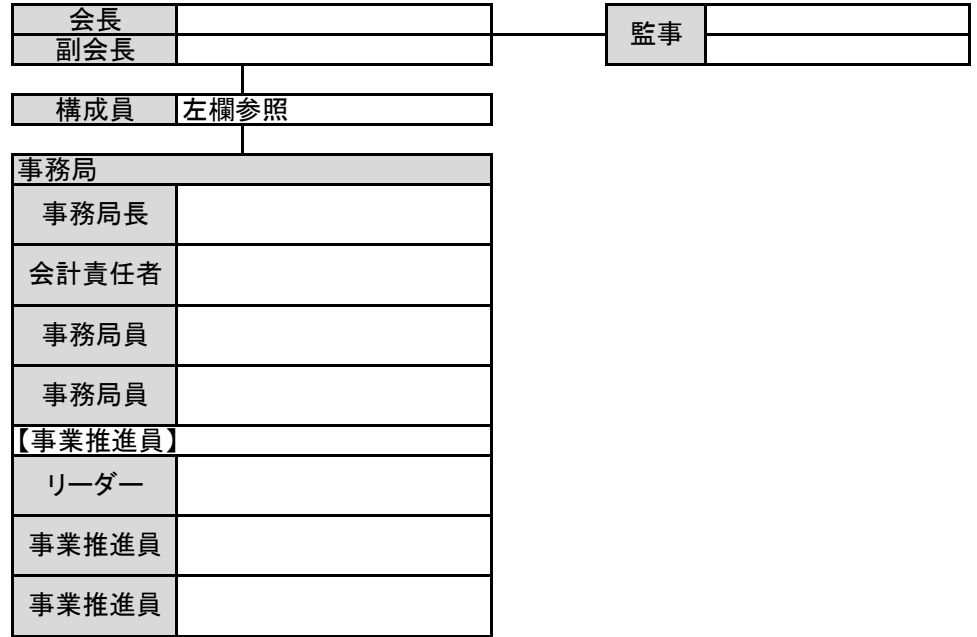 会長
副会長
監事
構成員 左欄参照
事務局
事務局長
会計責任者
事務局員
事務局員
【事業推進員】
リーダー
事業推進員
事業推進員